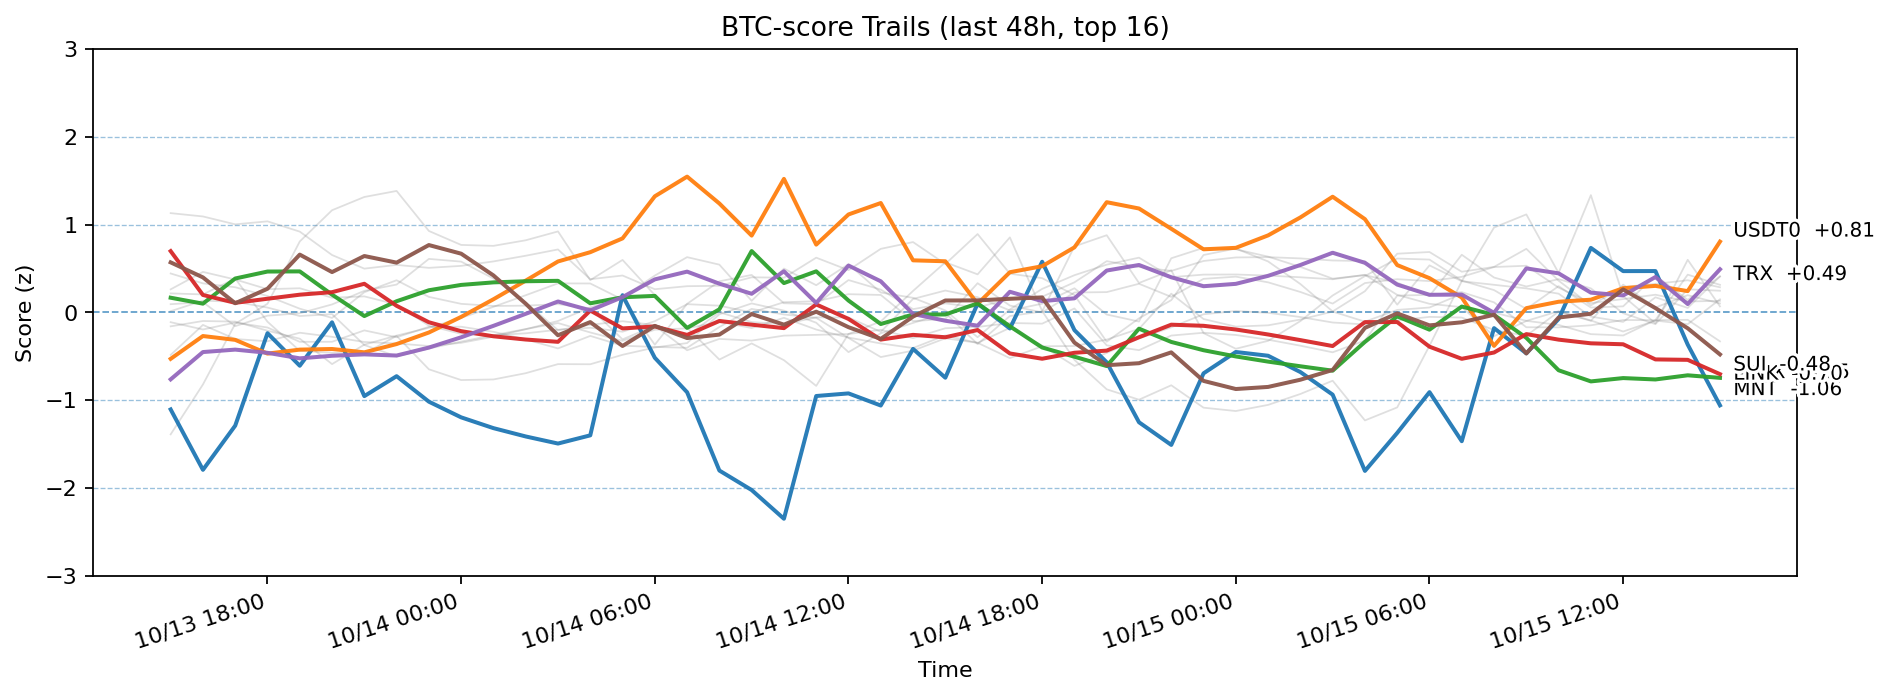 BTC-score Trails (last 48h, top 16)
Score (z)
3
2
1
0
−1
−2
−3
USDT0 +0.81
TRX +0.49
SUI -0.48
LINK
MNT -1.06
10/13 18:00
10/14 00:00
10/14 06:00
10/14 12:00
10/14 18:00
10/15 00:00
10/15 06:00
10/15 12:00
Time